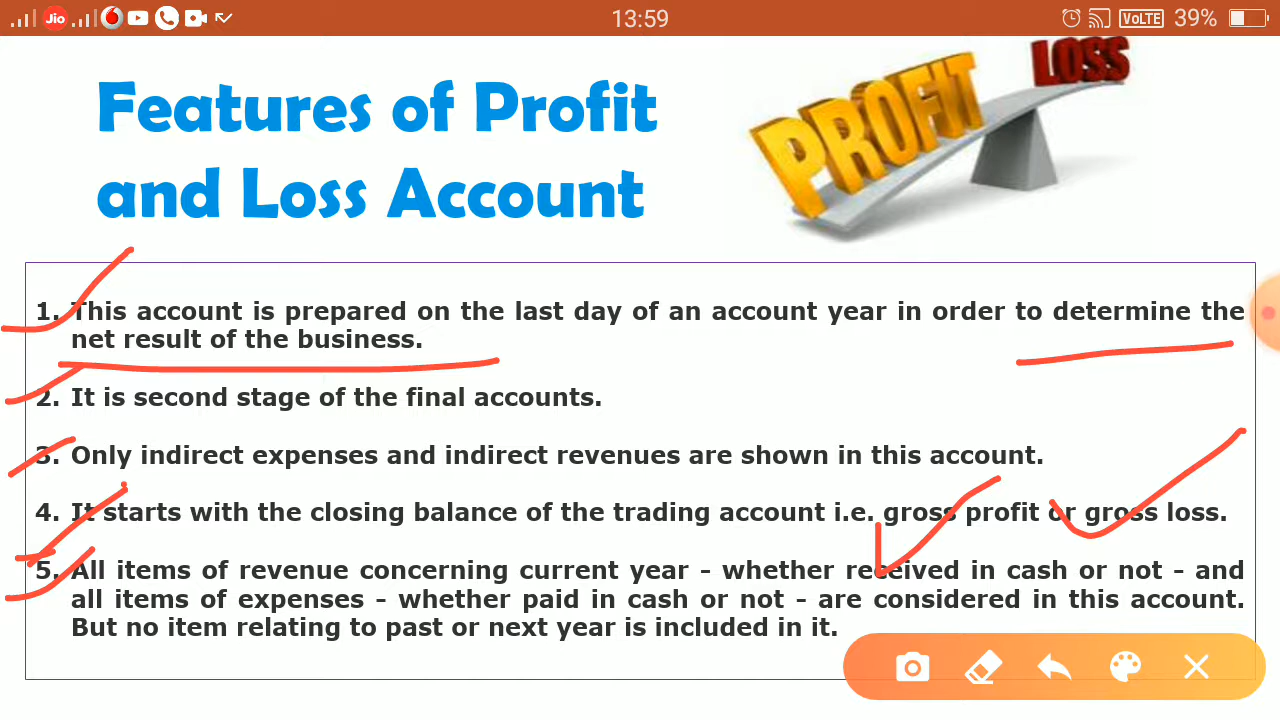 Jio 13:59 VoLTE 39%
PROFIT LOSS
Features of Profit
and Loss Account
1. This account is prepared on the last day of an account year in order to determine the
net result of the business.
2. It is second stage of the final accounts.
3. Only indirect expenses and indirect revenues are shown in this account.
4. It starts with the closing balance of the trading account i.e. gross profit or gross loss.
5. All items of revenue concerning current year - whether received in cash or not - and
all items of expenses - whether paid in cash or not - are considered in this account.
But no item relating to past or next year is included in it.